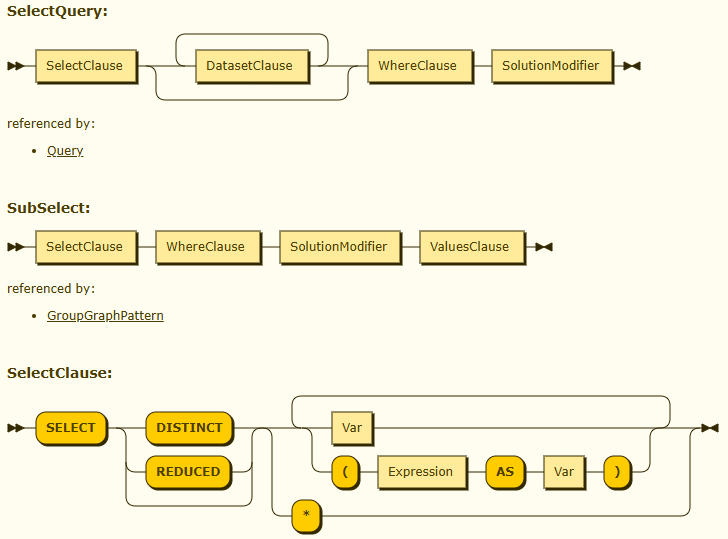 SelectQuery:
SelectClause DatasetClause WhereClause SolutionModifier
referenced by:
• Query
SubSelect:
SelectClause WhereClause SolutionModifier ValuesClause
referenced by:
• GroupGraphPattern
SelectClause:
SELECT DISTINCT Var
REDUCED ( Expression AS Var )
*